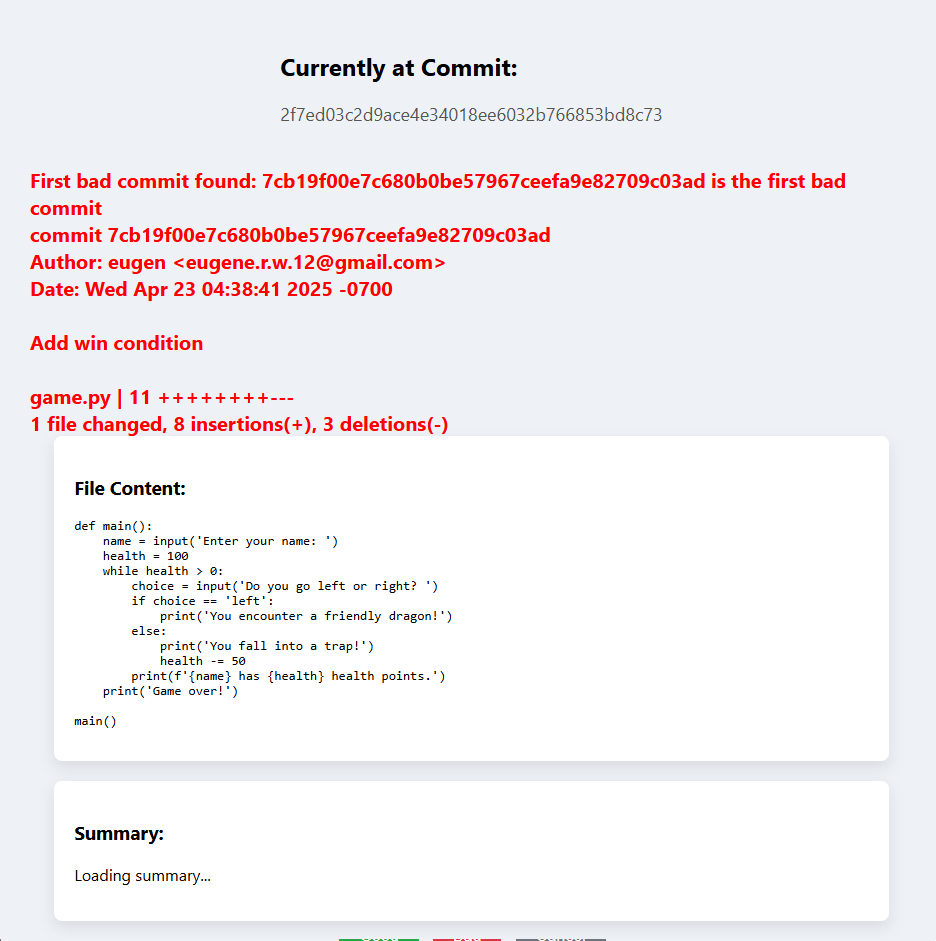 Currently at Commit:
2f7ed03c2d9ace4e34018ee6032b766853bd8c73
First bad commit found: 7cb19f00e7c680b0be57967ceefa9e82709c03ad is the first bad
commit
commit 7cb19f00e7c680b0be57967ceefa9e82709c03ad
Author: eugen <eugene.r.w.12@gmail.com>
Date: Wed Apr 23 04:38:41 2025 -0700
Add win condition
game.py | 11 ++++++++---
1 file changed, 8 insertions(+), 3 deletions(-)
File Content:
def main():
    name = input('Enter your name: ')
    health = 100
    while health > 0:
        choice = input('Do you go left or right? ')
        if choice == 'left':
            print('You encounter a friendly dragon!')
        else:
            print('You fall into a trap!')
            health -= 50
        print(f'{name} has {health} health points.')
    print('Game over!')
main()
Summary:
Loading summary...